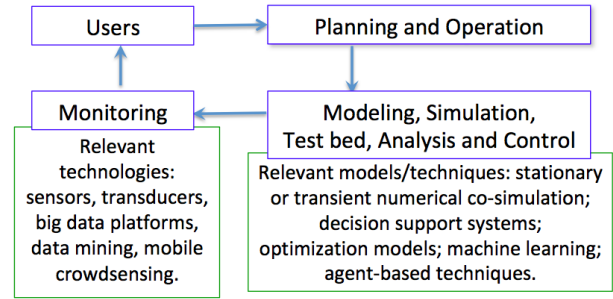 Users
Planning and Operation
Monitoring
Relevant
technologies:
sensors, transducers,
big data platforms,
data mining, mobile
crowdsensing.
Modeling, Simulation,
Test bed, Analysis and Control
Relevant models/techniques: stationary
or transient numerical co-simulation;
decision support systems;
optimization models; machine learning;
agent-based techniques.